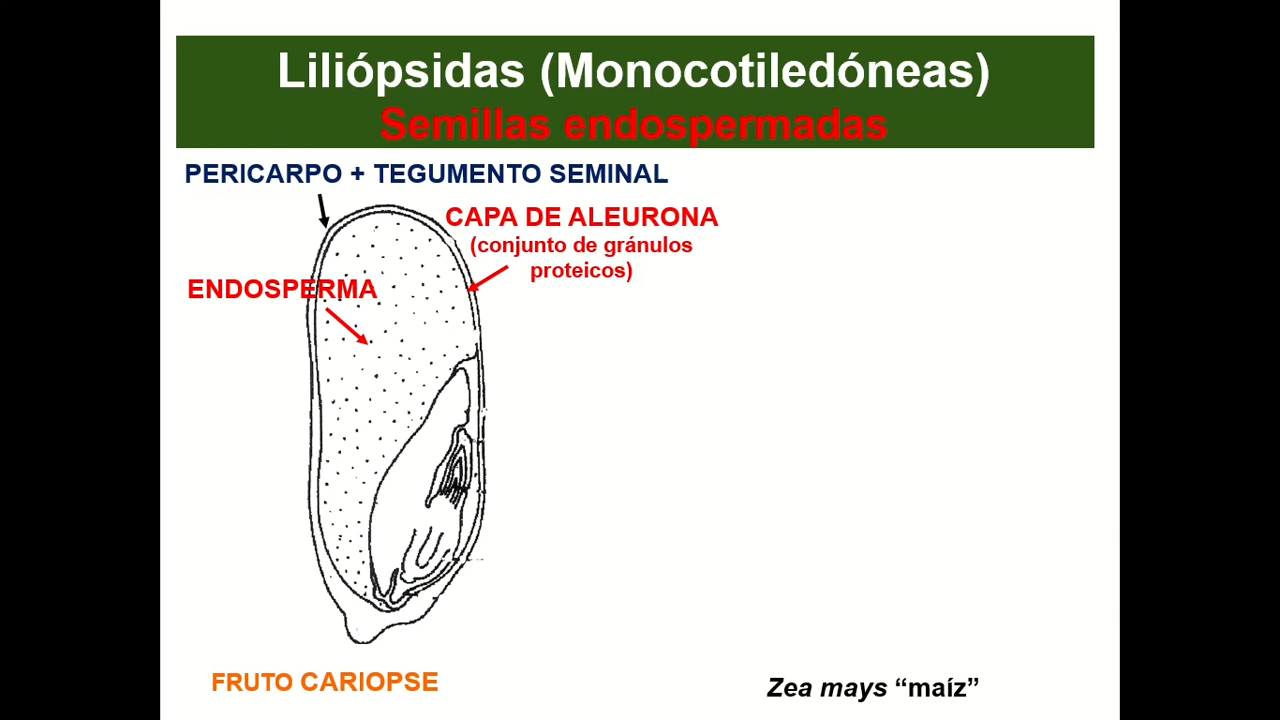 Liliópsidas (Monocotiledóneas)
Semillas endospermadas
PERICARPO + TEGUMENTO SEMINAL
CAPA DE ALEURONA
(conjunto de gránulos
proteicos)
ENDOSPERMA
FRUTO CARIOPSE
Zea mays “maíz”